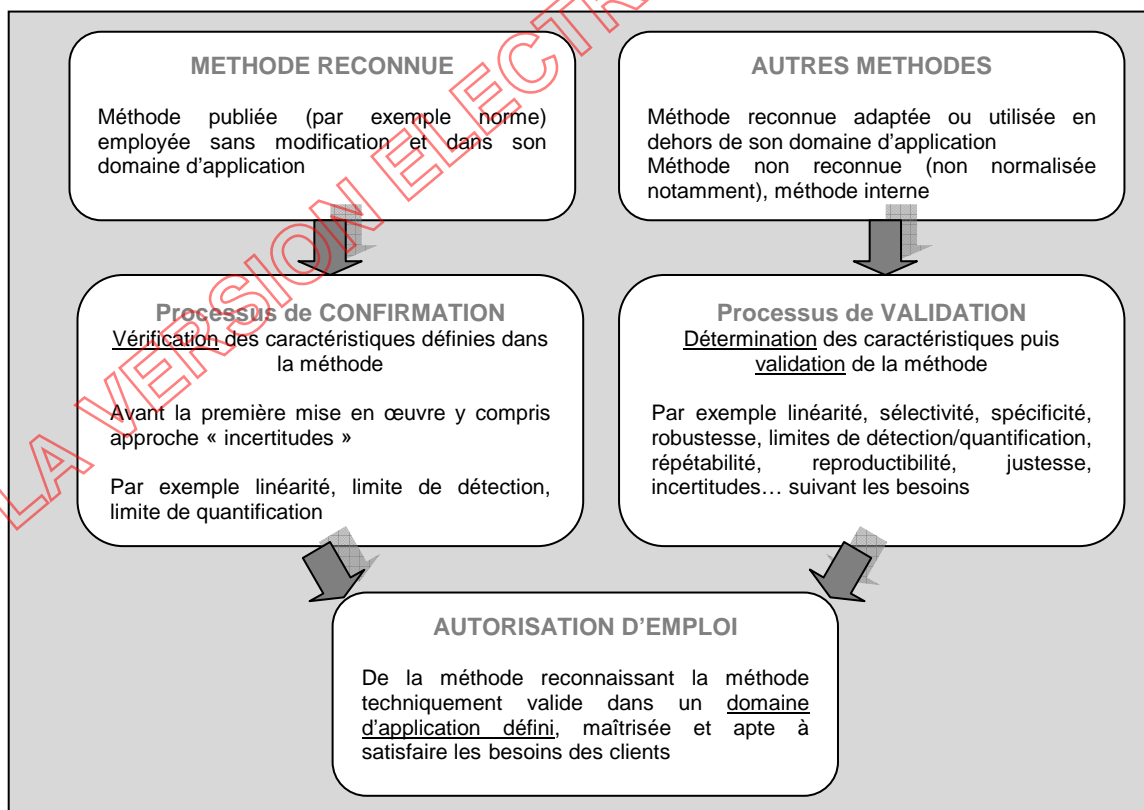 METHODE RECONNUE
Méthode publiée (par exemple norme)
employée sans modification et dans son
domaine d'application
AUTRES METHODES
Méthode reconnue adaptée ou utilisée en
dehors de son domaine d'application
Méthode non reconnue (non normalisée
notamment), méthode interne
Processus de CONFIRMATION
Vérification des caractéristiques définies dans
la méthode
Avant la première mise en œuvre y compris
approche « incertitudes »
Par exemple linéarité, limite de détection,
limite de quantification
Processus de VALIDATION
Détermination des caractéristiques puis
validation de la méthode
Par exemple linéarité, sélectivité, spécificité,
robustesse, limites de détection/quantification,
répétabilité, reproductibilité, justesse,
incertitudes… suivant les besoins
AUTORISATION D'EMPLOI
De la méthode reconnaissant la méthode
techniquement valide dans un domaine
d'application défini, maîtrisée et apte à
satisfaire les besoins des clients
LA VERSION ELECTR